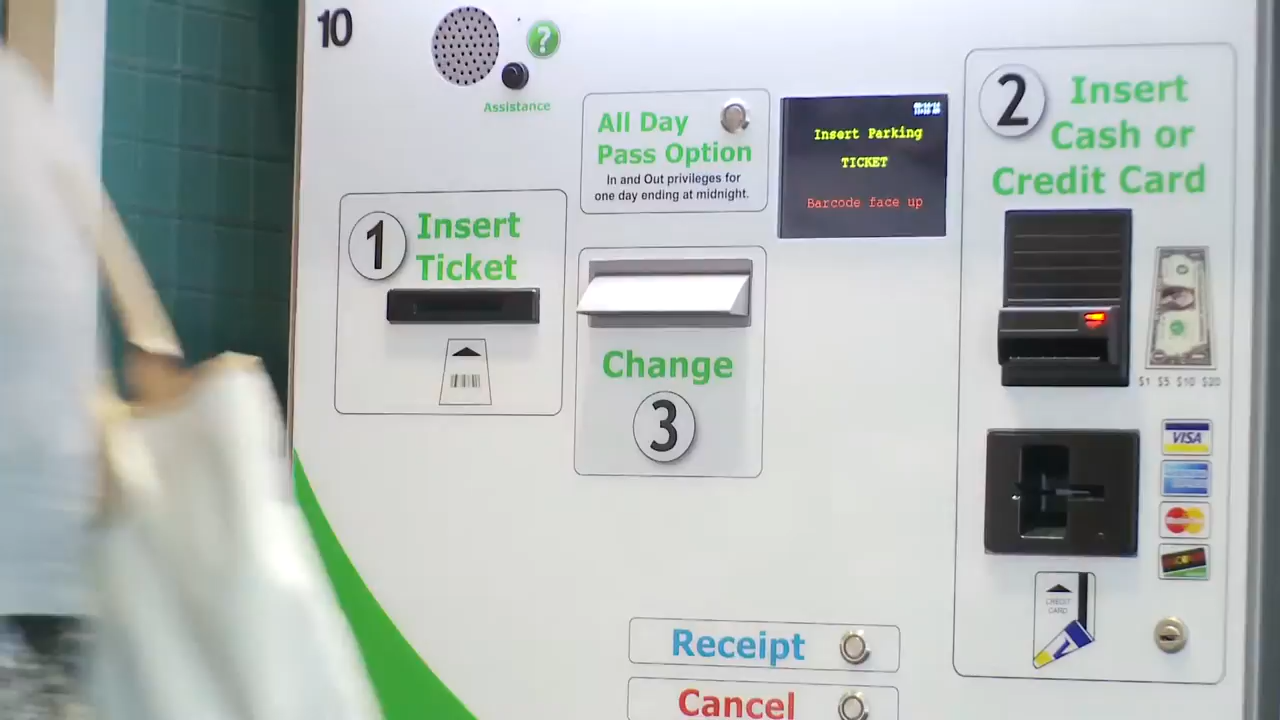 10
?
Assistance
All Day
Pass Option
In and Out privileges for
one day ending at midnight.
Insert Parking
TICKET
Barcode face up
1
Insert
Ticket
Change
3
2
Insert
Cash or
Credit Card
$1 $5 $10 $20
VISA
CREDIT
CARD
Receipt
Cancel